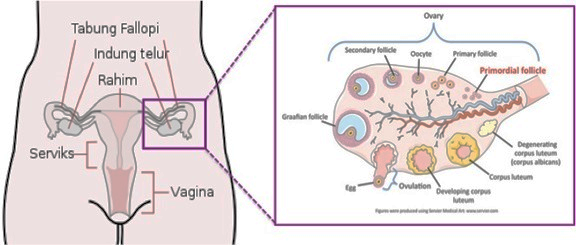 Tabung Fallopi
Indung telur
Rahim
Serviks
Vagina
Ovary
Secondary follicle
Oocyte
Primary follicle
Primordial follicle
Graafian follicle
Degenerating
corpus luteum
(corpus albicans)
Corpus luteum
Egg
Ovulation
Developing corpus
luteum
Figures were produced using Servier Medical Art: www.servier.com